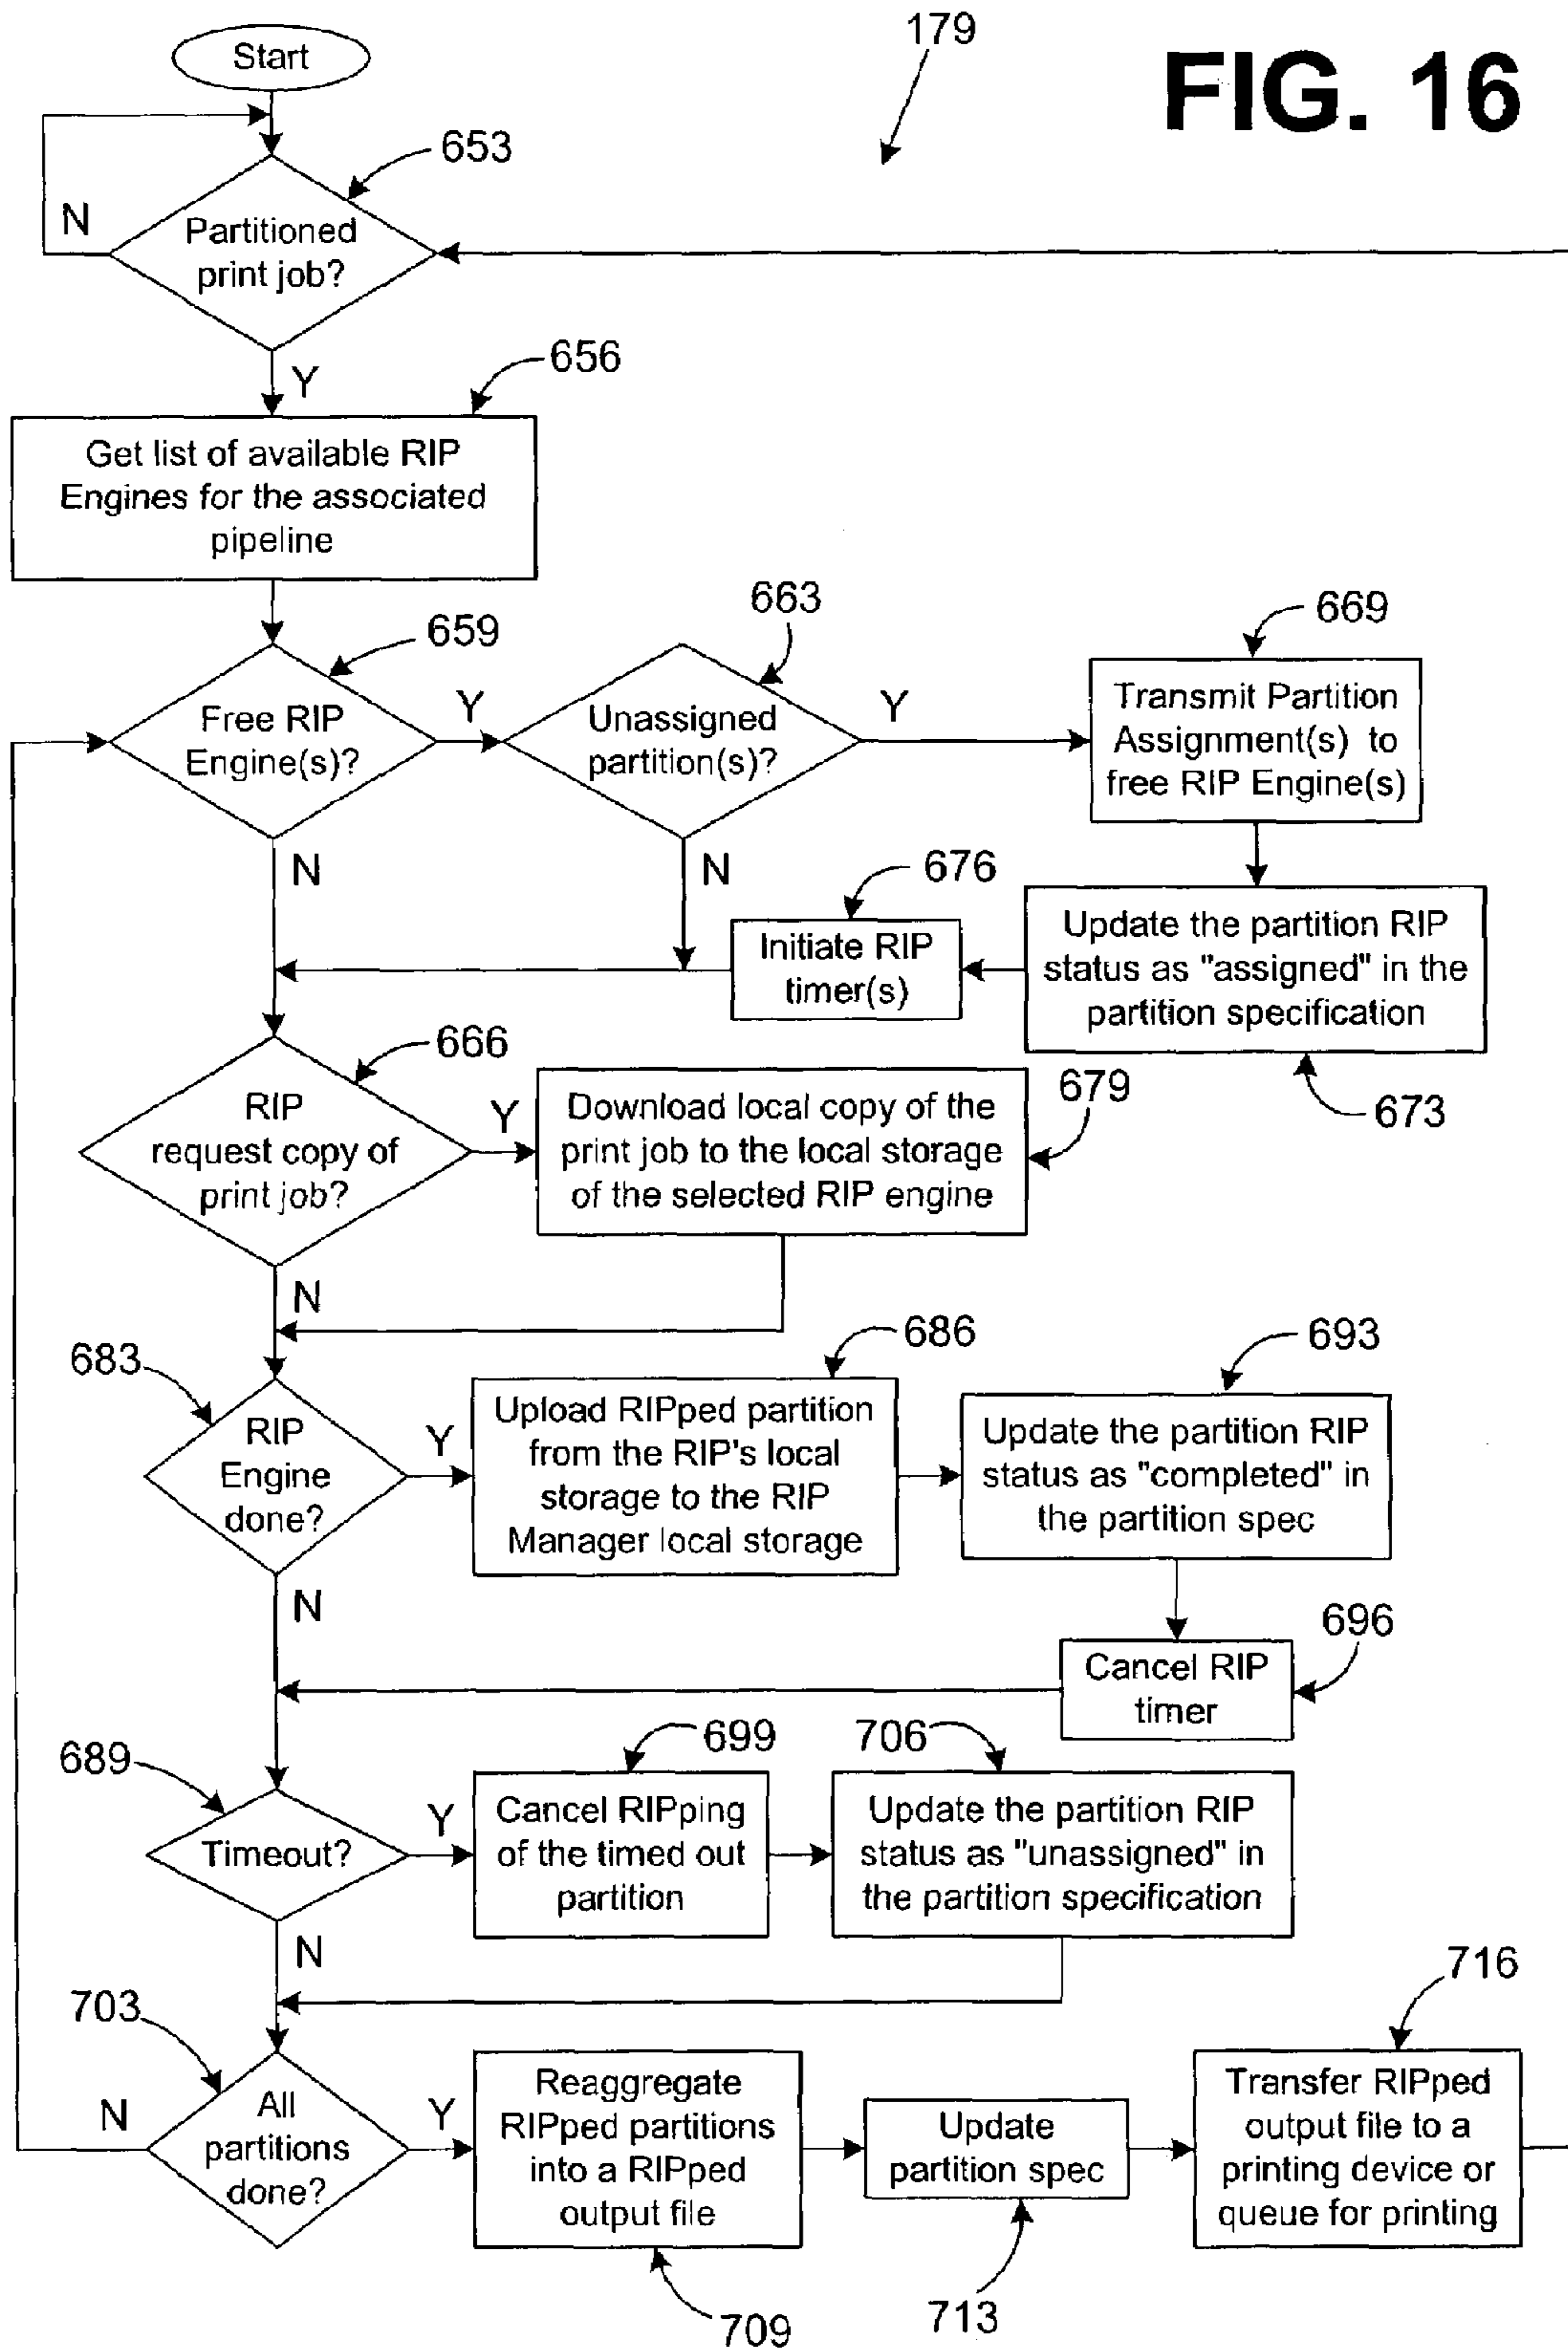 179
FIG. 16
Start
653
N
Partitioned
print job?
Y
656
Get list of available RIP
Engines for the associated
pipeline
659
663
669
Free RIP
Engine(s)?
Y
Unassigned
partition(s)?
Y
Transmit Partition
Assignment(s) to
free RIP Engine(s)
N
N
676
Initiate RIP
timer(s)
Update the partition RIP
status as "assigned" in the
partition specification
673
666
RIP
request copy of
print job?
Y
Download local copy of the
print job to the local storage
of the selected RIP engine
679
N
683
RIP
Engine
done?
Y
686
Upload RIPped partition
from the RIP's local
storage to the RIP
Manager local storage
693
Update the partition RIP
status as "completed" in
the partition spec
N
696
Cancel RIP
timer
689
Timeout?
Y
699
Cancel RIPping
of the timed out
partition
706
Update the partition RIP
status as "unassigned" in
the partition specification
N
703
N
All
partitions
done?
Y
Reaggregate
RIPped partitions
into a RIPped
output file
709
Update
partition spec
713
716
Transfer RIPped
output file to a
printing device or
queue for printing